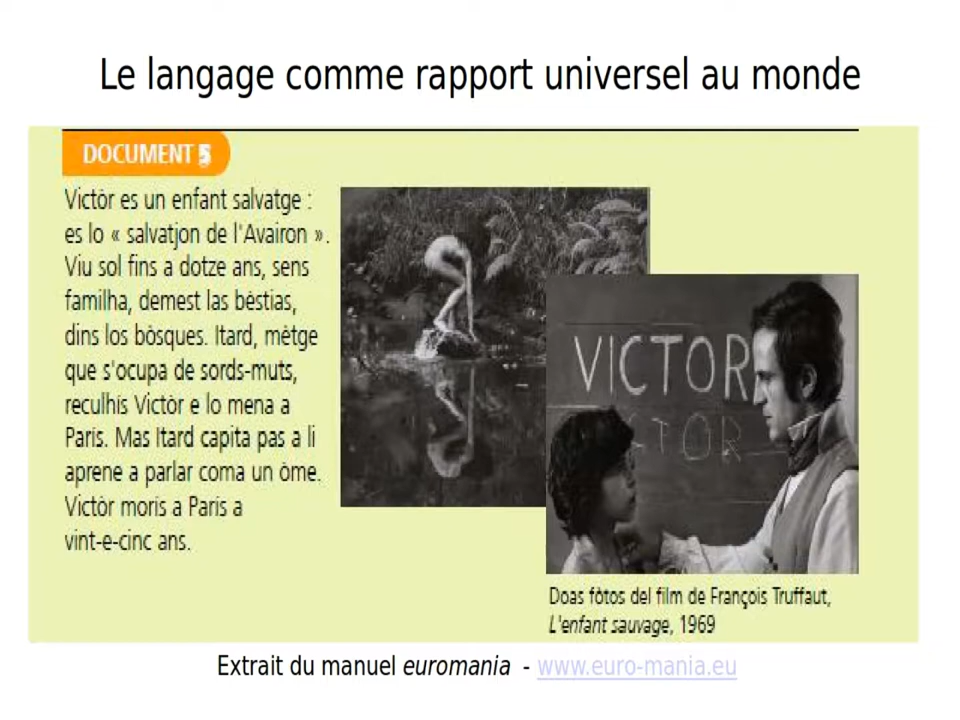 Le langage comme rapport universel au monde
DOCUMENT 5
Victòr es un enfant salvatge :
es lo « salvatjon de l'Avairon ».
Viu sol fins a dotze ans, sens
familha, demest las bèstias,
dins los bòsques. Itard, mètge
que s'ocupa de sords-muts,
reculhís Victòr e lo mena a
París. Mas Itard capita pas a li
aprene a parlar coma un òme.
Victòr morís a París a
vint-e-cinc ans.
VICTOR
TOR
Doas fòtos del film de François Truffaut,
L'enfant sauvage, 1969
Extrait du manuel euromania - www.euro-mania.eu